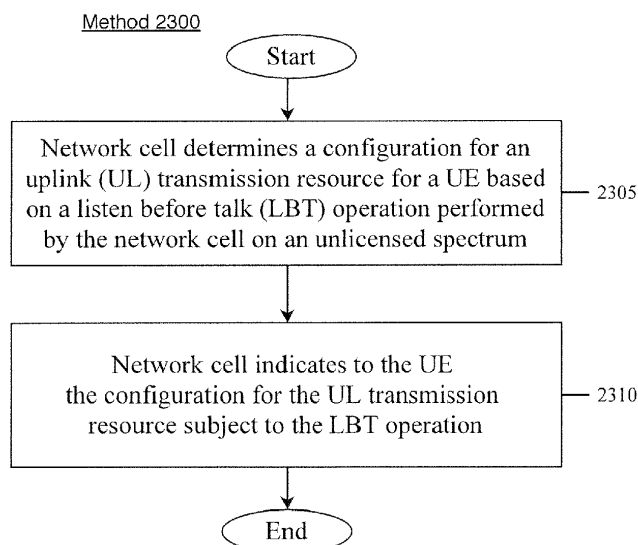 Method 2300
Start
Network cell determines a configuration for an
uplink (UL) transmission resource for a UE based
on a listen before talk (LBT) operation performed
by the network cell on an unlicensed spectrum
2305
Network cell indicates to the UE
the configuration for the UL transmission
resource subject to the LBT operation
2310
End